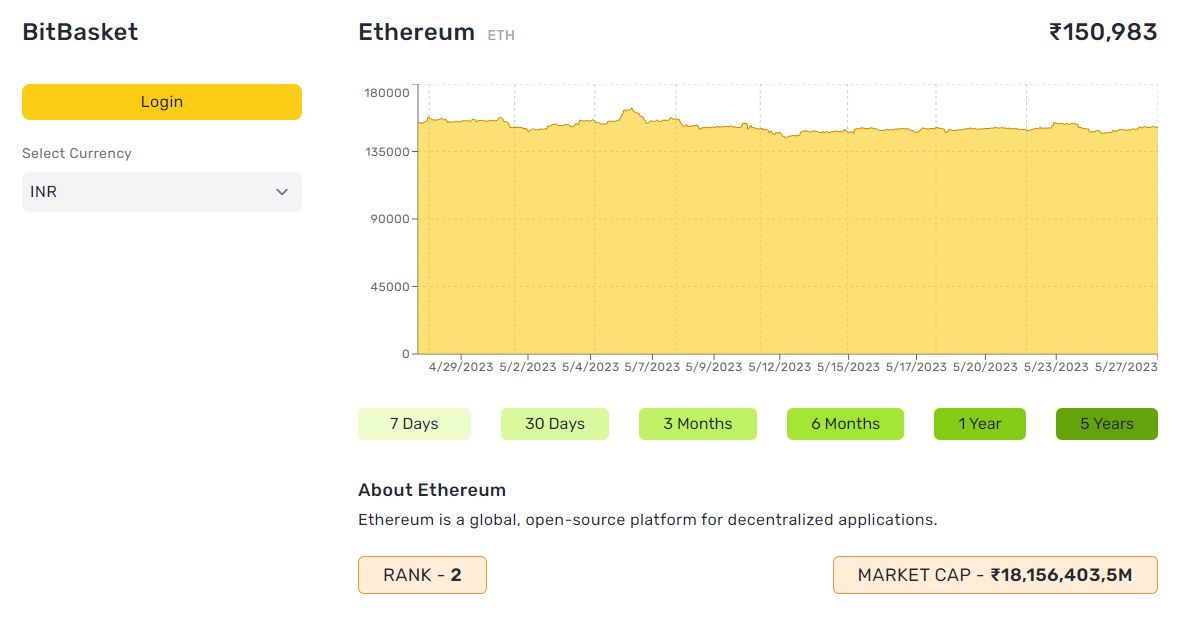 BitBasket
Login
Select Currency
INR
Ethereum ETH
₹150,983
180000
135000
90000
45000
0
4/29/2023 5/2/2023 5/4/2023 5/7/2023 5/9/2023 5/12/2023 5/15/2023 5/17/2023 5/20/2023 5/23/2023 5/27/2023
7 Days 30 Days 3 Months 6 Months 1 Year 5 Years
About Ethereum
Ethereum is a global, open-source platform for decentralized applications.
RANK - 2
MARKET CAP - ₹18,156,403,5M